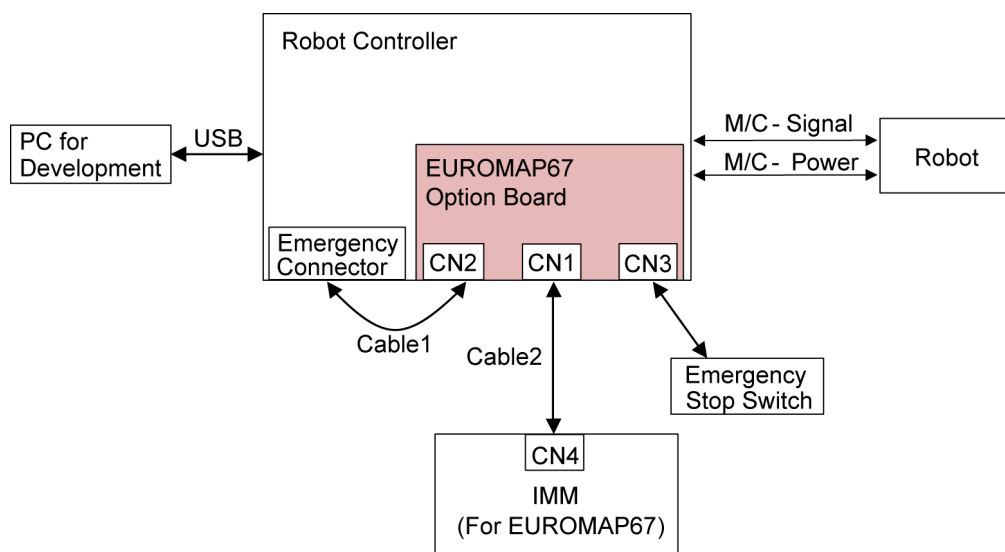 Robot Controller
PC for
Development
USB
EUROMAP67
Option Board
M/C - Signal
M/C -  Power
Robot
Emergency
Connector
CN2
CN1
CN3
Cable1
Cable2
Emergency
Stop Switch
CN4
IMM
(For EUROMAP67)